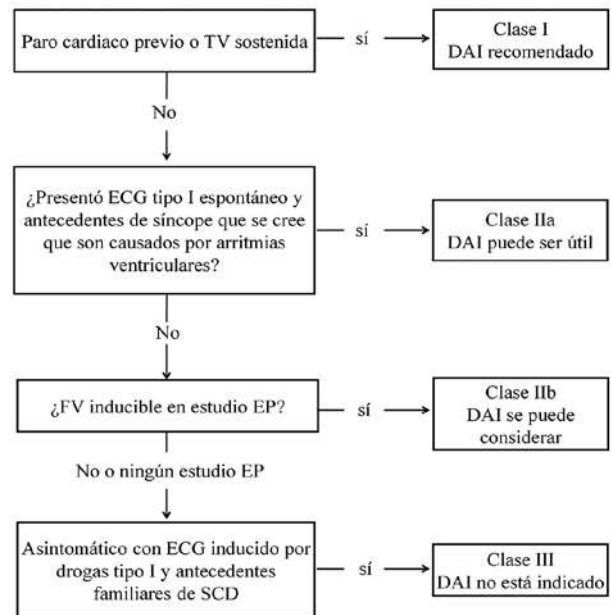 Paro cardiaco previo o TV sostenida
sí
Clase I
DAI recomendado
No
¿Presentó ECG tipo I espontáneo y
antecedentes de síncope que se cree
que son causados por arritmias
ventriculares?
sí
Clase IIa
DAI puede ser útil
No
¿FV inducible en estudio EP?
sí
Clase IIb
DAI se puede
considerar
No o ningún estudio EP
Asintomático con ECG inducido por
drogas tipo I y antecedentes
familiares de SCD
sí
Clase III
DAI no está indicado